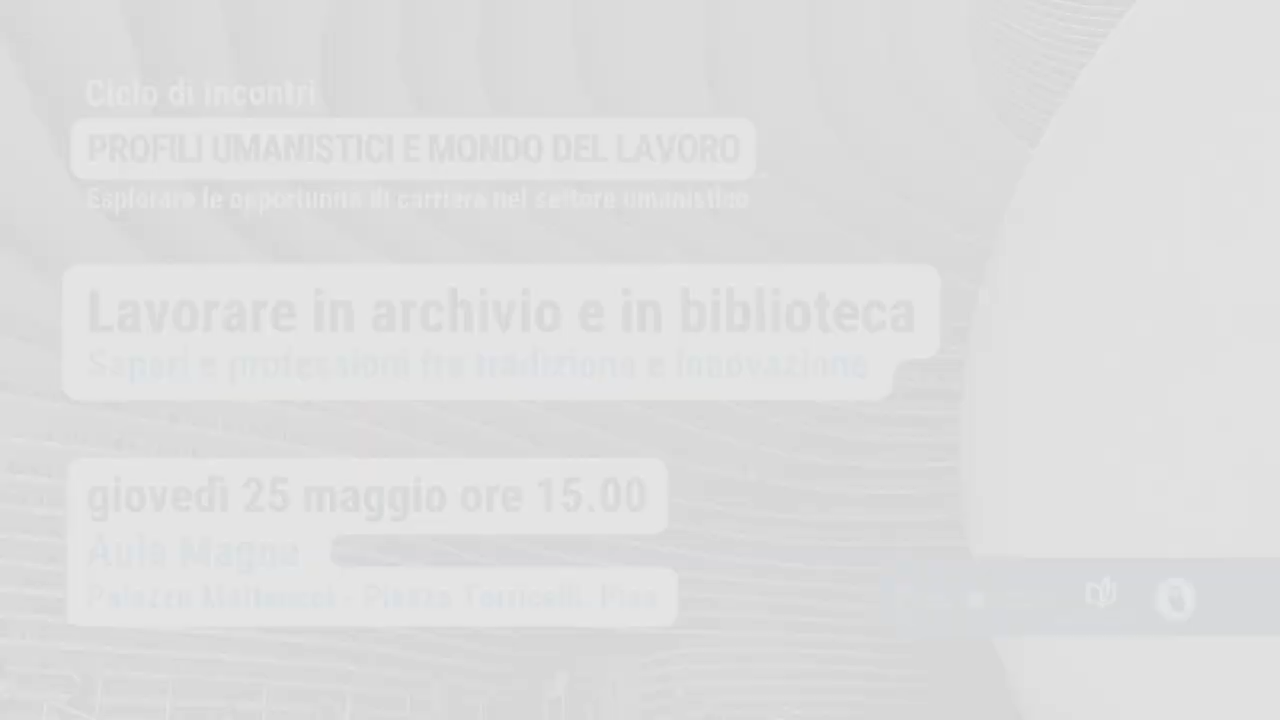 Ciclo di incontri
PROFILI UMANISTICI E MONDO DEL LAVORO
Esplorare le opportunità di carriera nel settore umanistico
Lavorare in archivio e in biblioteca
Saperi e professioni fra tradizione e innovazione
giovedì 25 maggio ore 15.00
Aula Magna
Palazzo Matteucci - Piazza Torricelli, Pisa